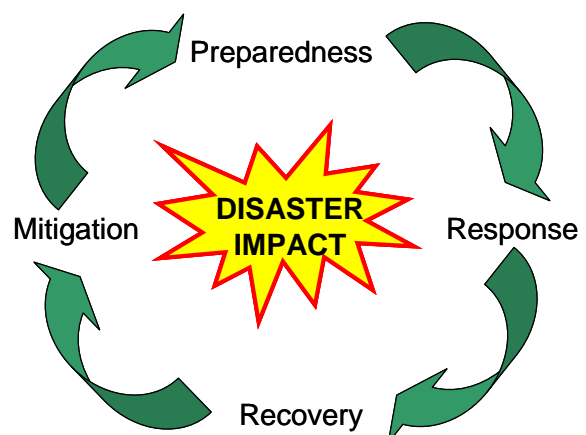 Preparedness
Mitigation
DISASTER
IMPACT
Response
Recovery